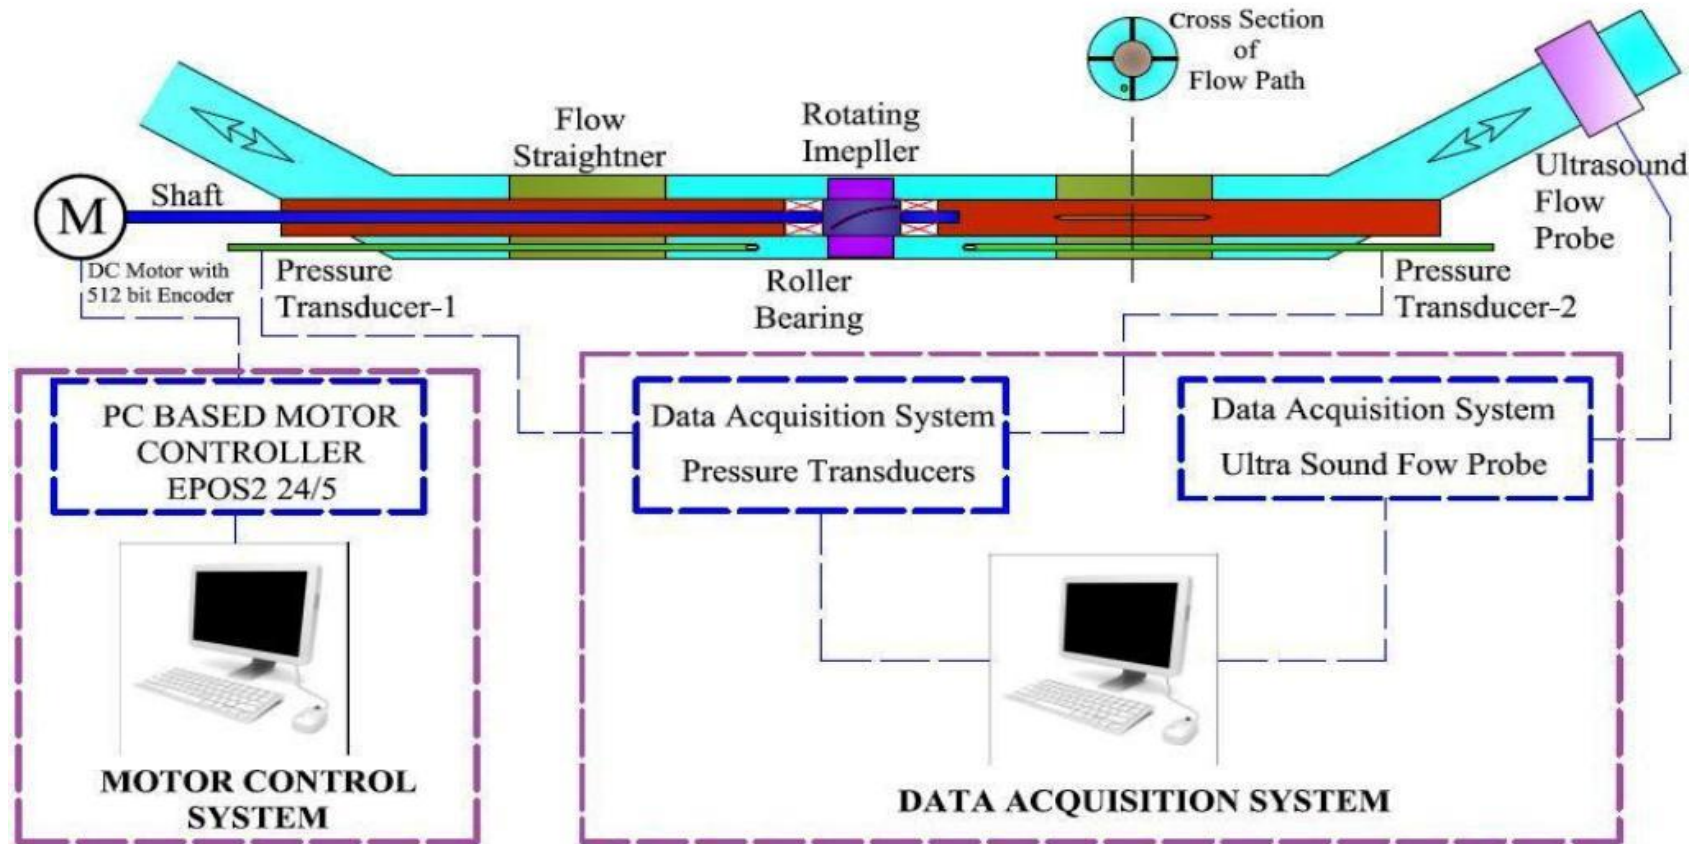 Cross Section
of
Flow Path
Flow
Straightner
Rotating
Imepller
Ultrasound
Flow
Probe
Shaft
M
DC Motor with
512 bit Encoder
Pressure
Transducer-1
Roller
Bearing
Pressure
Transducer-2
PC BASED MOTOR
CONTROLLER
EPOS2 24/5
Data Acquisition System
Pressure Transducers
Data Acquisition System
Ultra Sound Fow Probe
MOTOR CONTROL
SYSTEM
DATA ACQUISITION SYSTEM